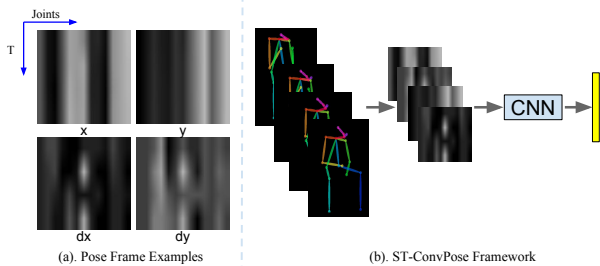 Joints
T
x
y
dx
dy
(a). Pose Frame Examples
CNN
(b). ST-ConvPose Framework